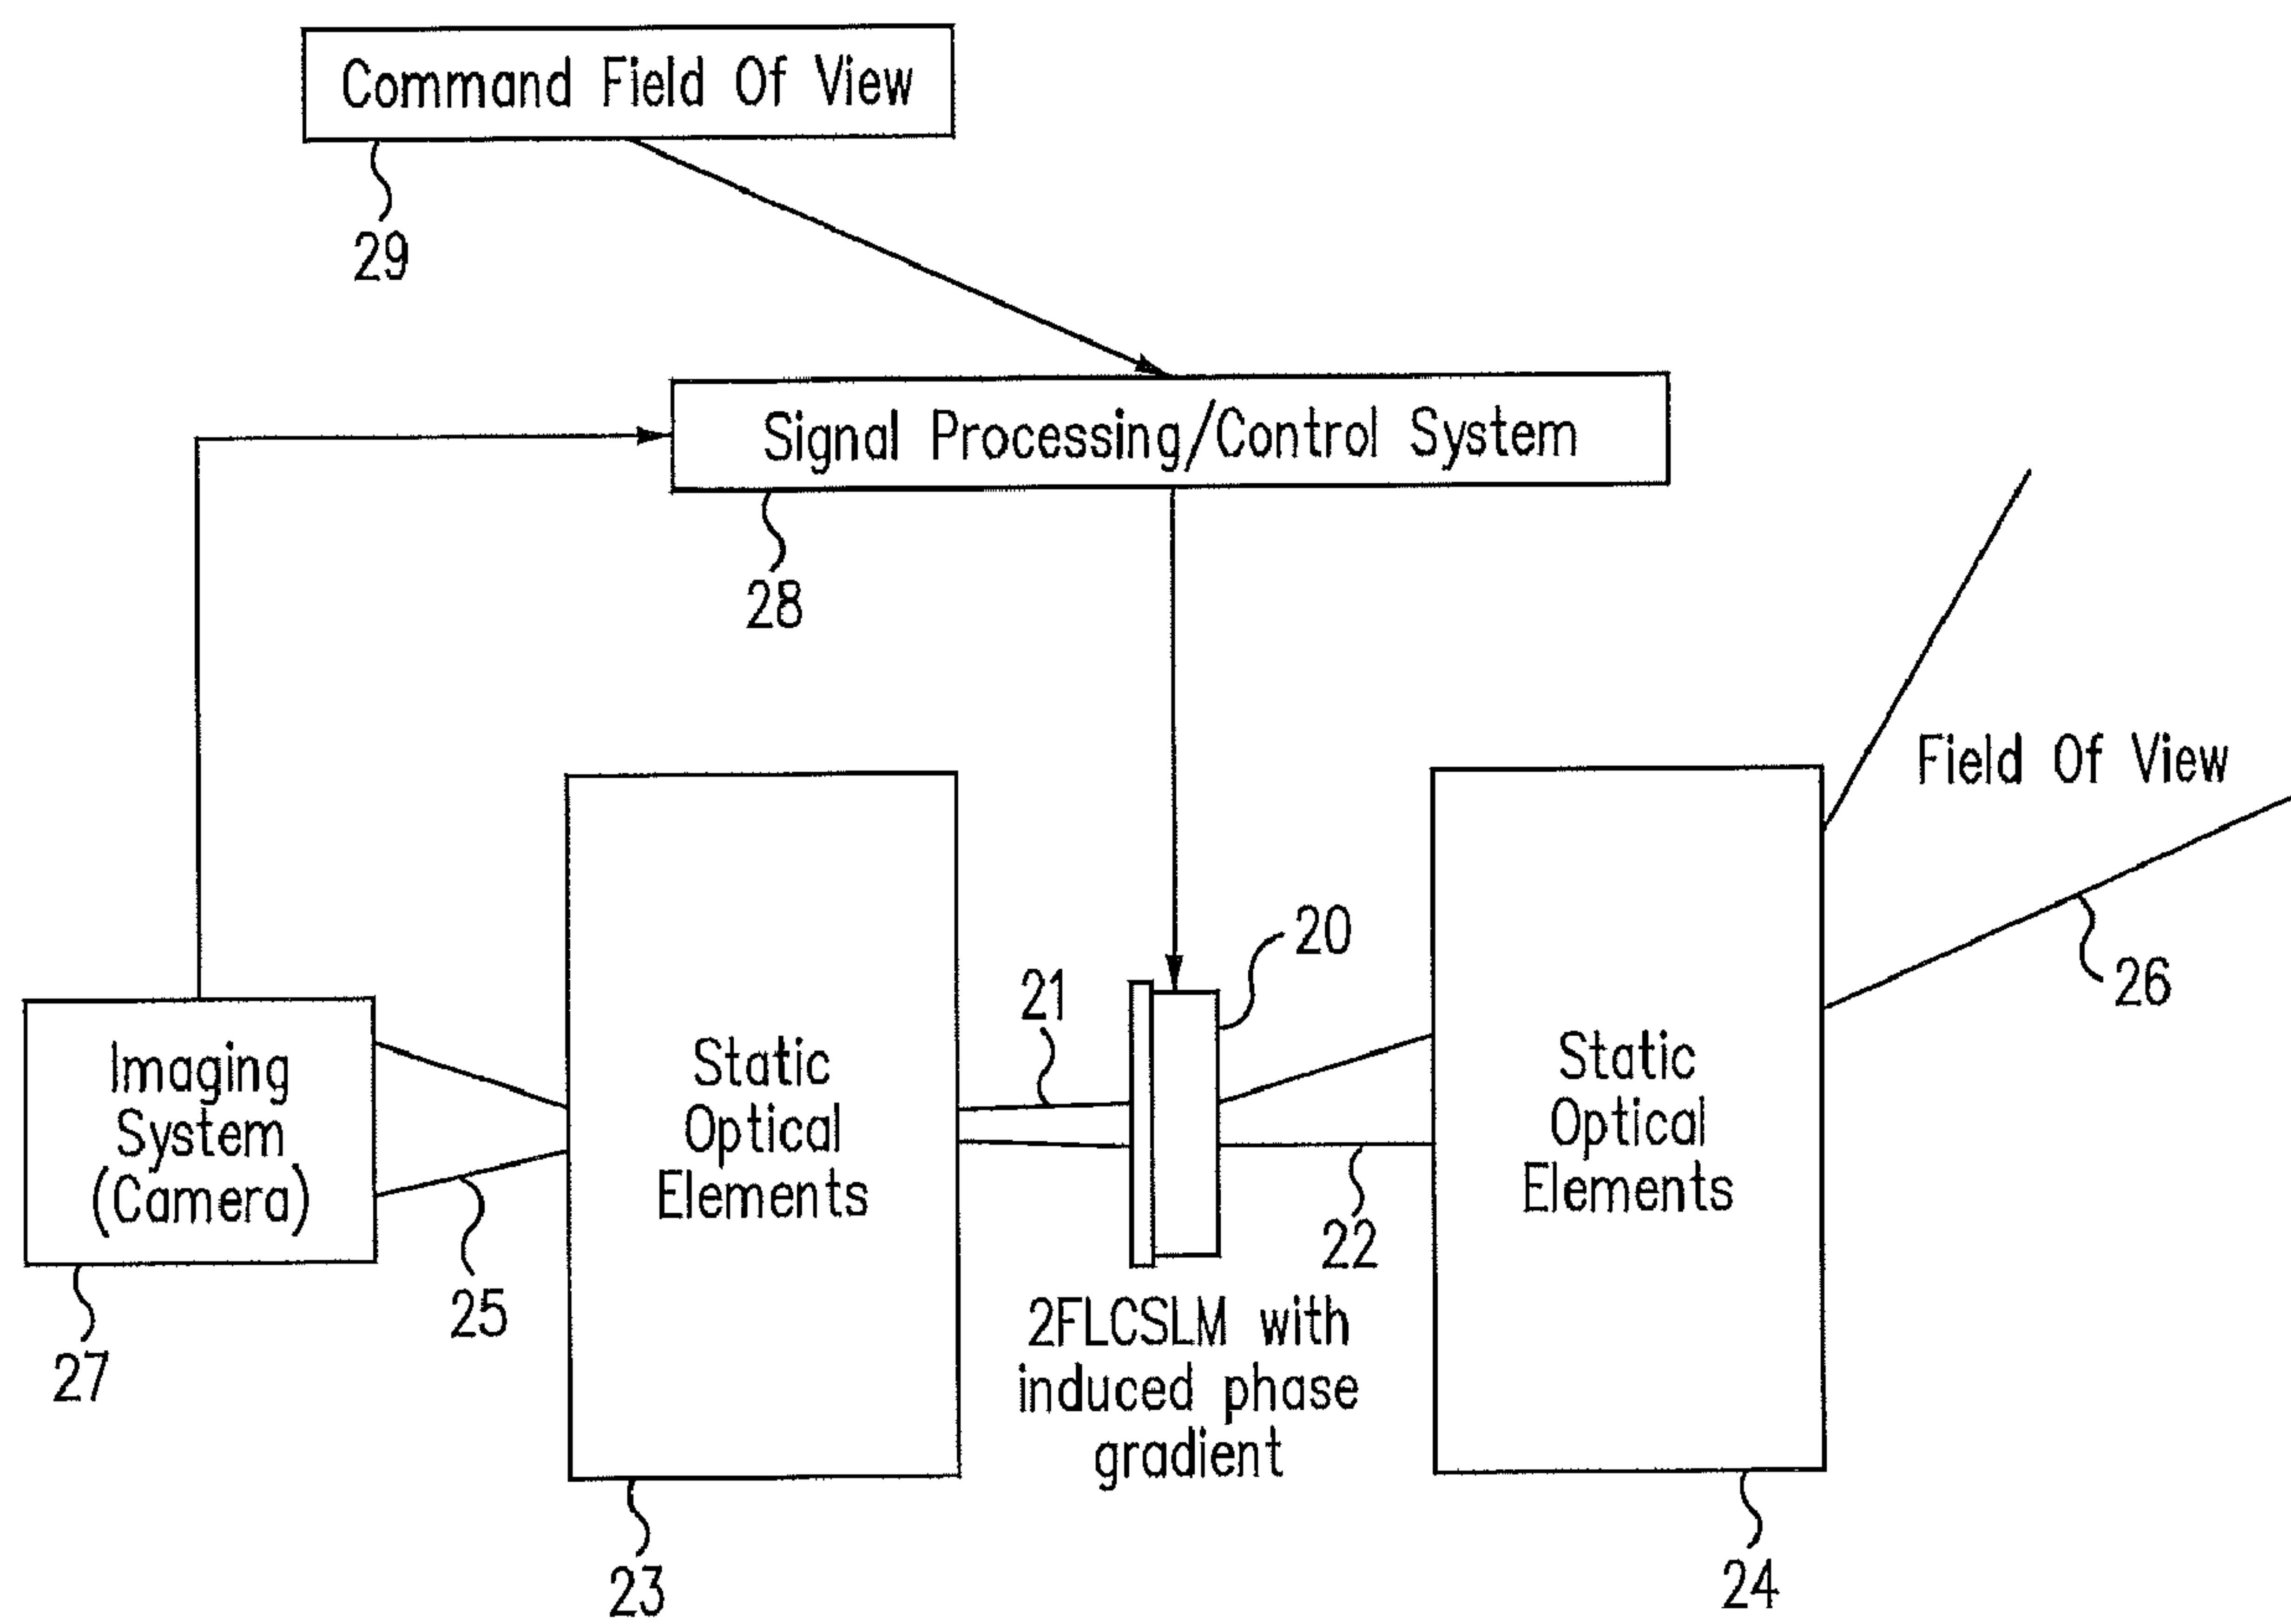 Command Field Of View
29
Signal Processing/Control System
28
Field Of View
20
21
26
Imaging
System
(Camera)
Static
Optical
Elements
Static
Optical
Elements
22
25
27
2FLCSLM with
induced phase
gradient
23
24